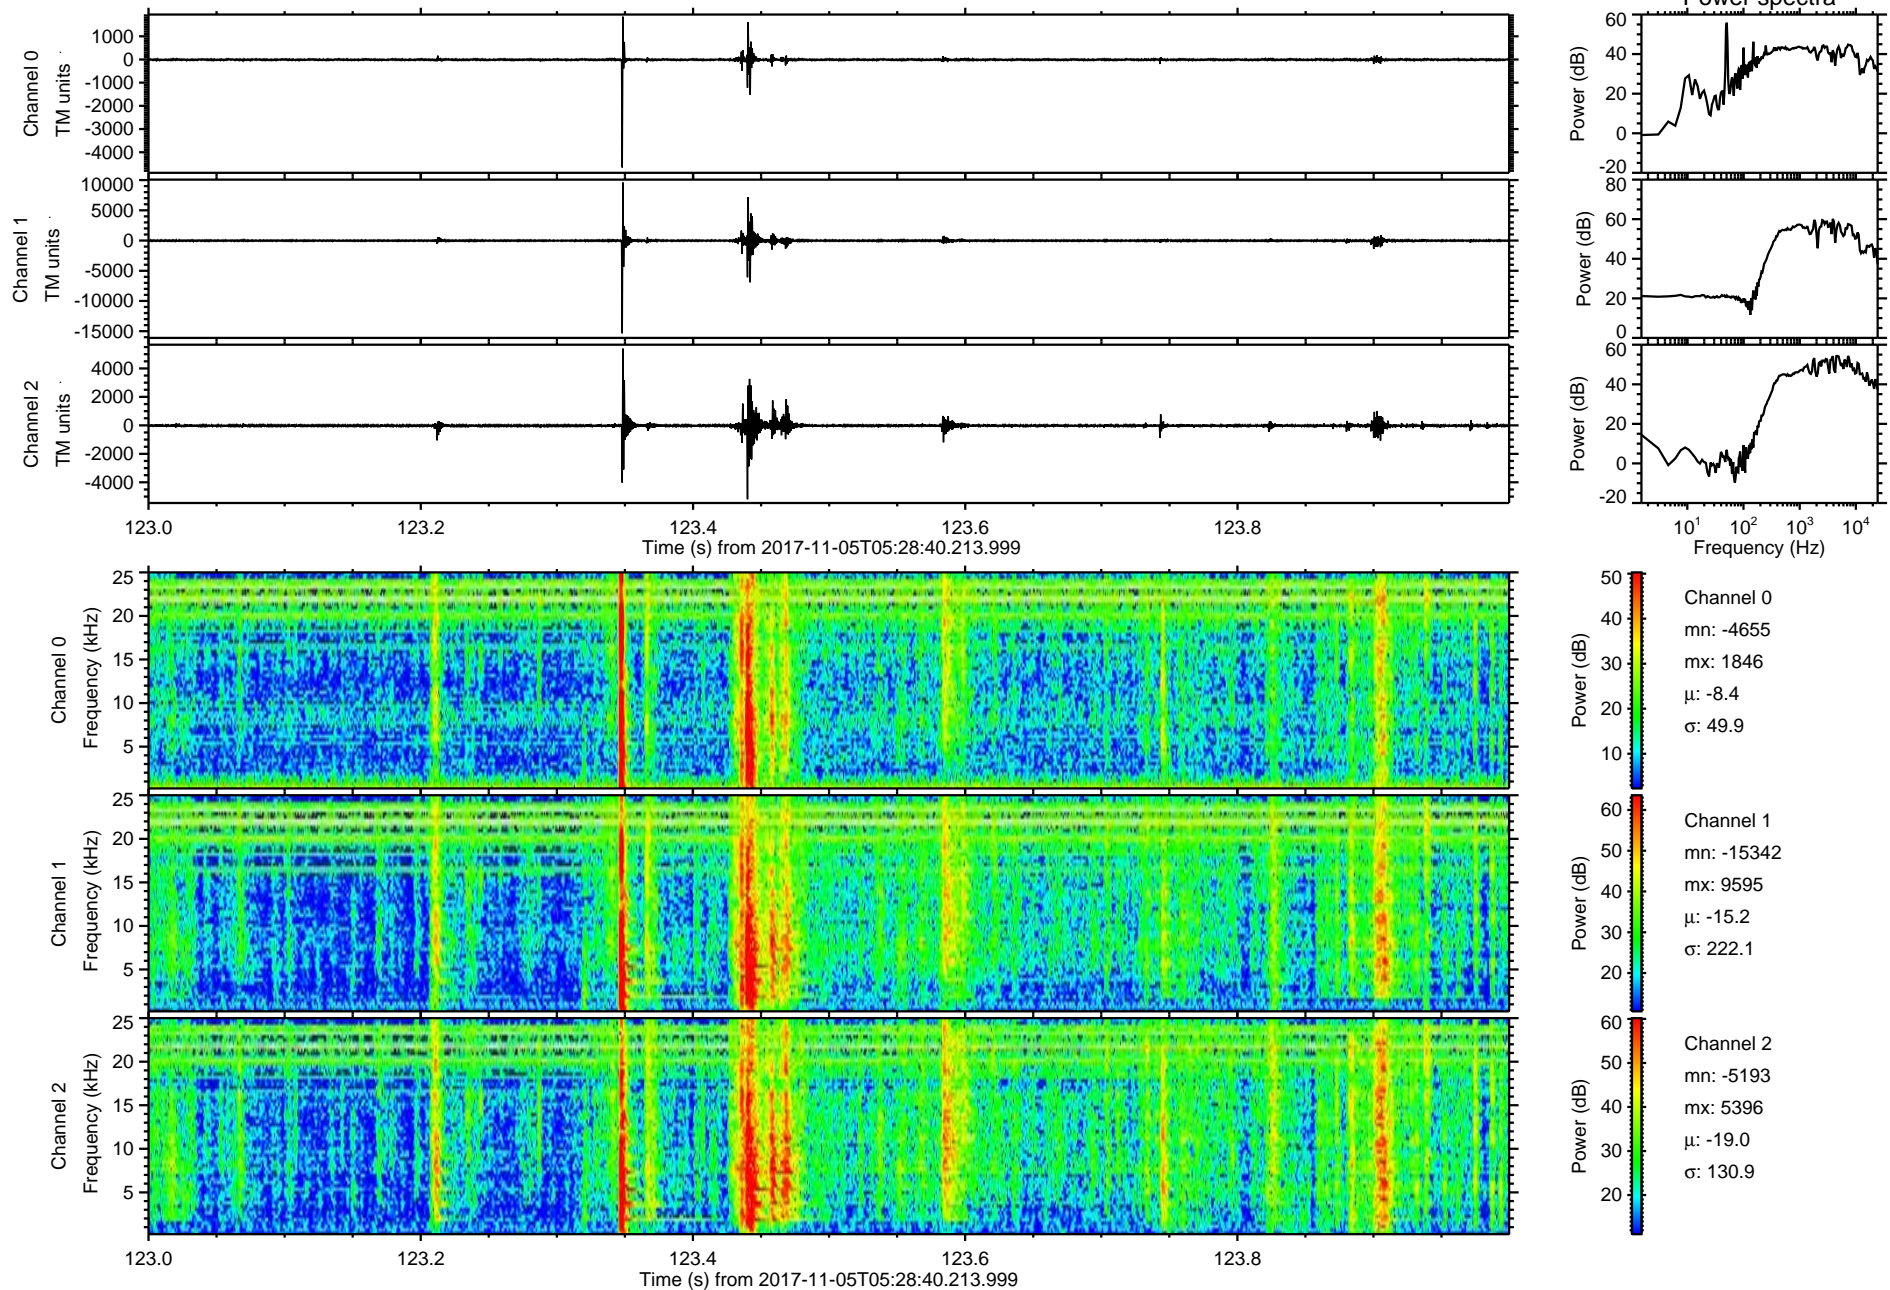 Power spectra
Channel 0
TM units
1000
0
-1000
-2000
-3000
-4000
60
40
20
0
-20
Power (dB)
Channel 1
TM units
10000
5000
0
-5000
-10000
-15000
80
60
40
20
0
Power (dB)
Channel 2
TM units
4000
2000
0
-2000
-4000
60
40
20
0
-20
Power (dB)
123.0 123.2 123.4 123.6 123.8
Time (s) from 2017-11-05T05:28:40.213.999
10^1 10^2 10^3 10^4
Frequency (Hz)
Channel 0
Frequency (kHz)
25
20
15
10
5
Power (dB)
50
40
30
20
10
Channel 0
mn: -4655
mx: 1846
μ: -8.4
σ: 49.9
Channel 1
Frequency (kHz)
25
20
15
10
5
Power (dB)
60
50
40
30
20
Channel 1
mn: -15342
mx: 9595
μ: -15.2
σ: 222.1
Channel 2
Frequency (kHz)
25
20
15
10
5
Power (dB)
60
50
40
30
20
Channel 2
mn: -5193
mx: 5396
μ: -19.0
σ: 130.9
123.0 123.2 123.4 123.6 123.8
Time (s) from 2017-11-05T05:28:40.213.999